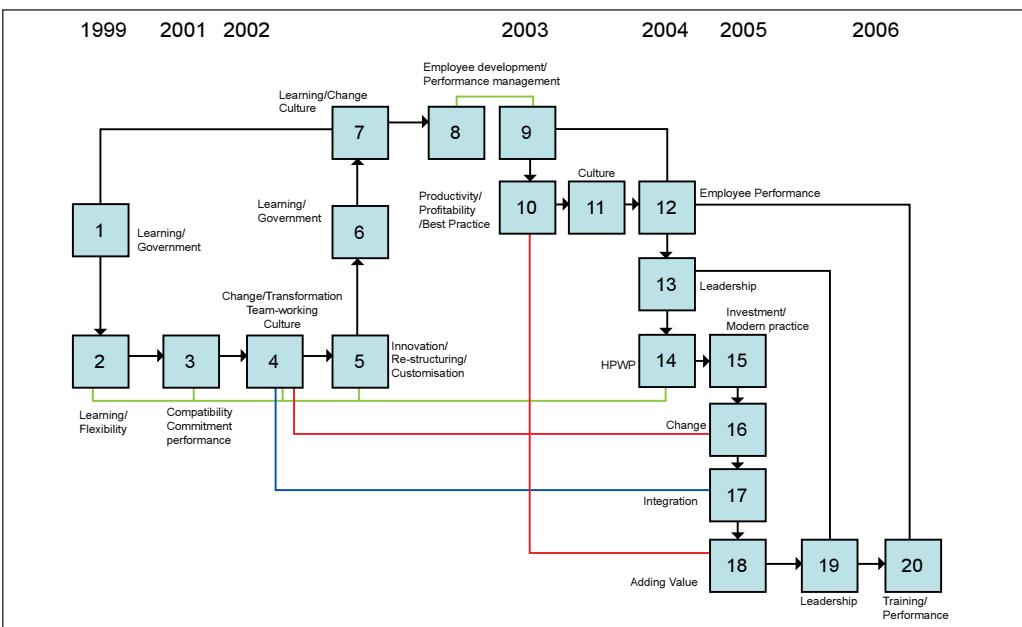 1999
2001
2002
2003
2004
2005
2006
Employee development/
Performance management
Learning/Change
Culture
7
8
9
Culture
Productivity/
Profitability
/Best Practice
10
11
12
Employee Performance
1
Learning/
Government
Learning/
Government
6
13
Leadership
Change/Transformation
Team-working
Culture
Investment/
Modern practice
2
3
4
5
Innovation/
Re-structuring/
Customisation
HPWP
14
15
Learning/
Flexibility
Compatibility
Commitment
performance
Change
16
Integration
17
Adding Value
18
19
20
Leadership
Training/
Performance